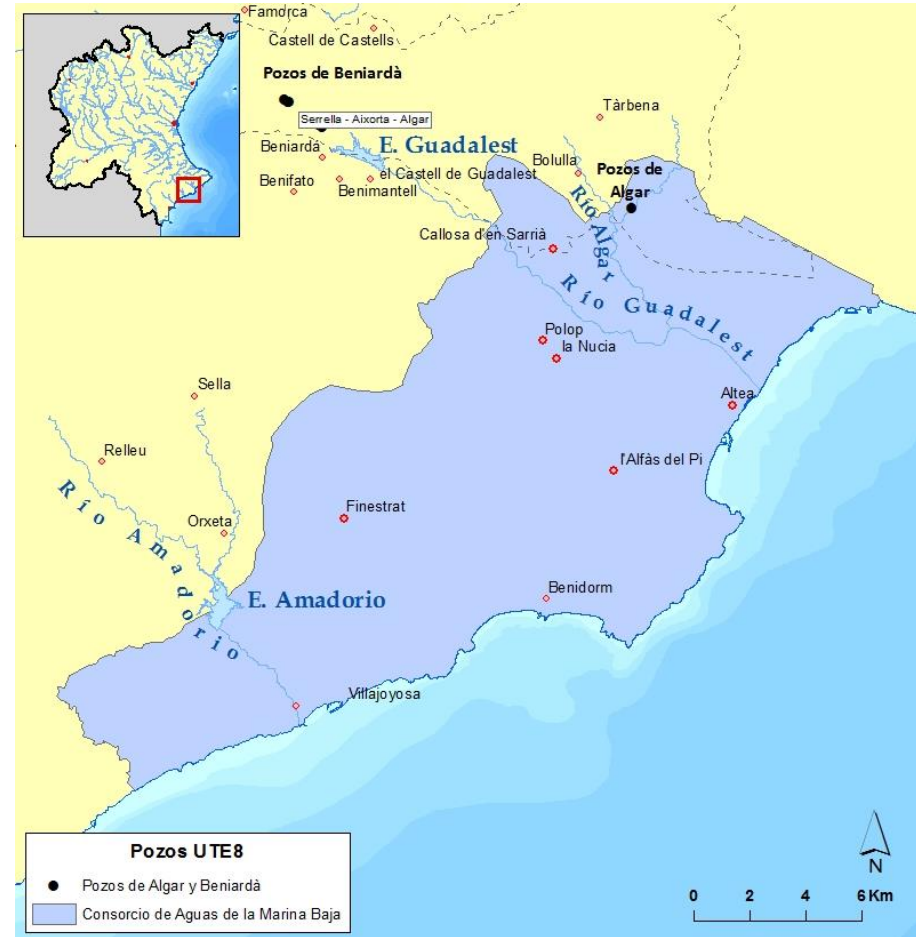 Famorca
Castell de Castells
Pozos de Beniardà
Serrella - Aixorta - Algar
Tàrbena
Beniardá
E. Guadalest
Bolulla
Pozos de
Algar
el Castell de Guadalest
Benifato
Benimantell
Río Algar
Callosa d'en Sarrià
Río Guadalest
Polop
la Nucia
Sella
Altea
Relleu
l'Alfàs del Pi
Río Amadorio
Finestrat
Orxeta
E. Amadorio
Benidorm
Villajoyosa
Pozos UTE8
Pozos de Algar y Beniardà
Consorcio de Aguas de la Marina Baja
N
0 2 4 6 Km